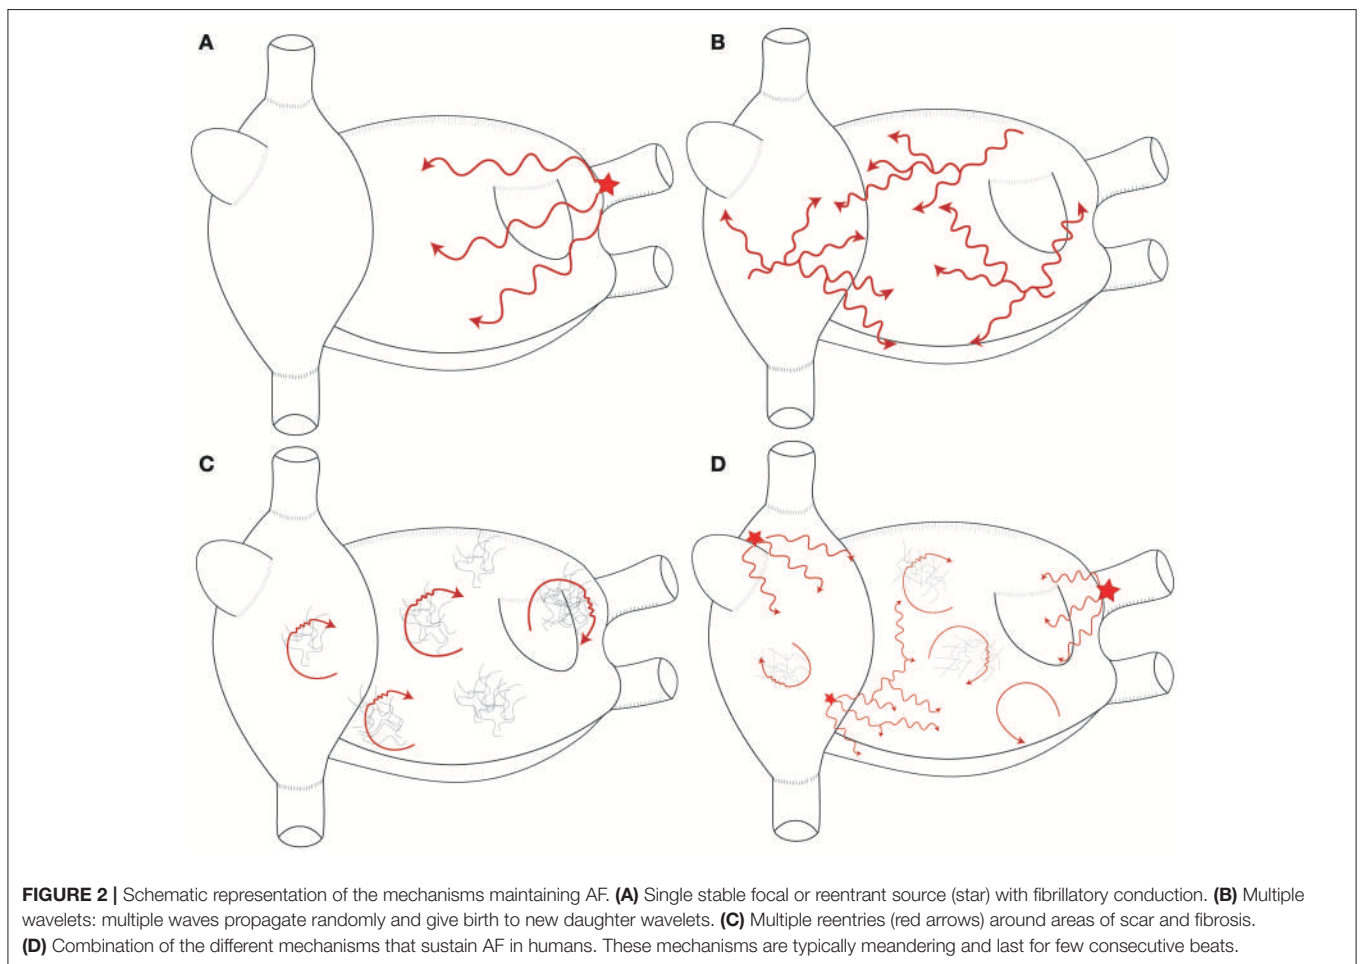 A
B
C
D
FIGURE 2 | Schematic representation of the mechanisms maintaining AF. (A) Single stable focal or reentrant source (star) with fibrillatory conduction. (B) Multiple
wavelets: multiple waves propagate randomly and give birth to new daughter wavelets. (C) Multiple reentries (red arrows) around areas of scar and fibrosis.
(D) Combination of the different mechanisms that sustain AF in humans. These mechanisms are typically meandering and last for few consecutive beats.